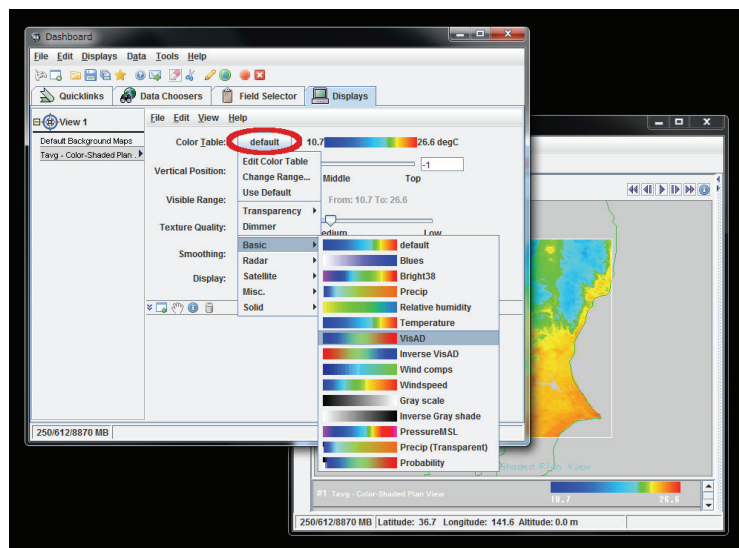 Dashboard
File Edit Displays Data Tools Help
Quicklinks Data Choosers Field Selector Displays
View 1
Default Background Maps
Tavg - Color-Shaded Plan .
File Edit View Help
Color Table: default 10.7 26.6 degC
Vertical Position: -1
Middle Top
Visible Range: From: 10.7 To: 26.6
Texture Quality:
Low
Smoothing:
Display:
Edit Color Table
Change Range...
Use Default
Transparency
Dimmer
Basic
Radar
Satellite
Misc.
Solid
default
Blues
Bright38
Precip
Relative humidity
Temperature
VisAD
Inverse VisAD
Wind comps
Windspeed
Gray scale
Inverse Gray shade
PressureMSL
Precip (Transparent)
Probability
250/612/8870 MB
Shaded Plan View
#1 Tavg - Color-Shaded Plan View
10.7 26.6
250/612/8870 MB Latitude: 36.7 Longitude: 141.6 Altitude: 0.0 m